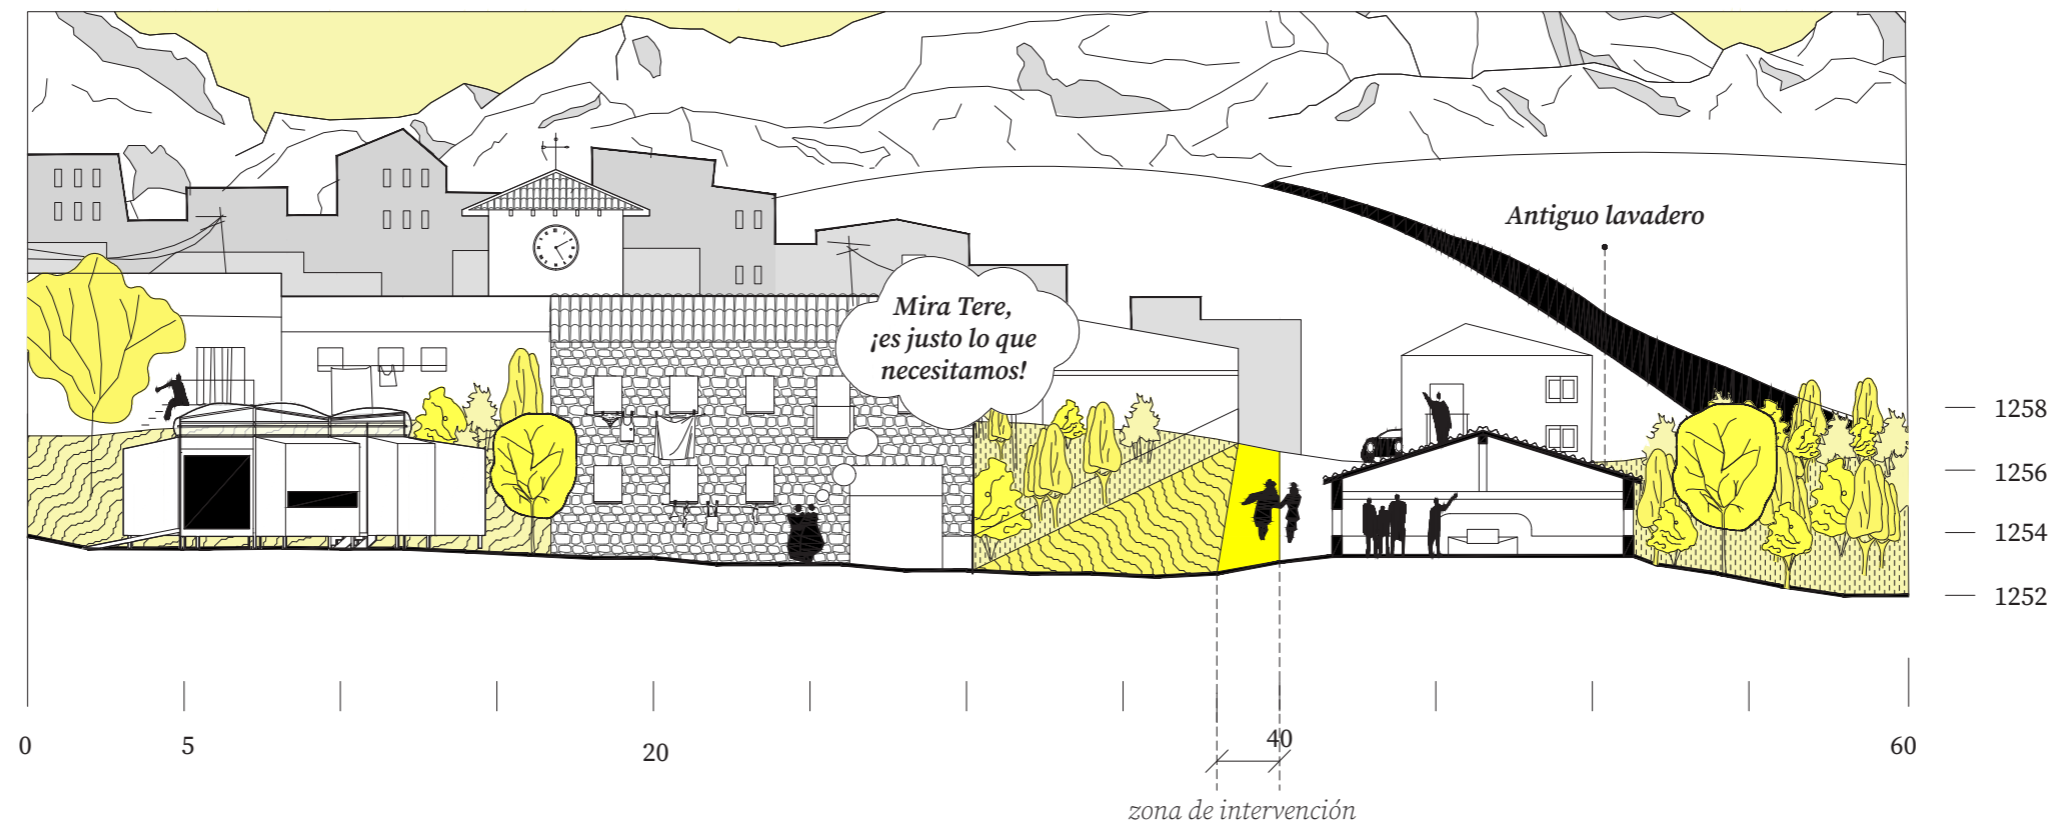 Antiguo lavadero
Mira Tere,
¡es justo lo que
necesitamos!
1258
1256
1254
1252
0
5
20
40
60
zona de intervención